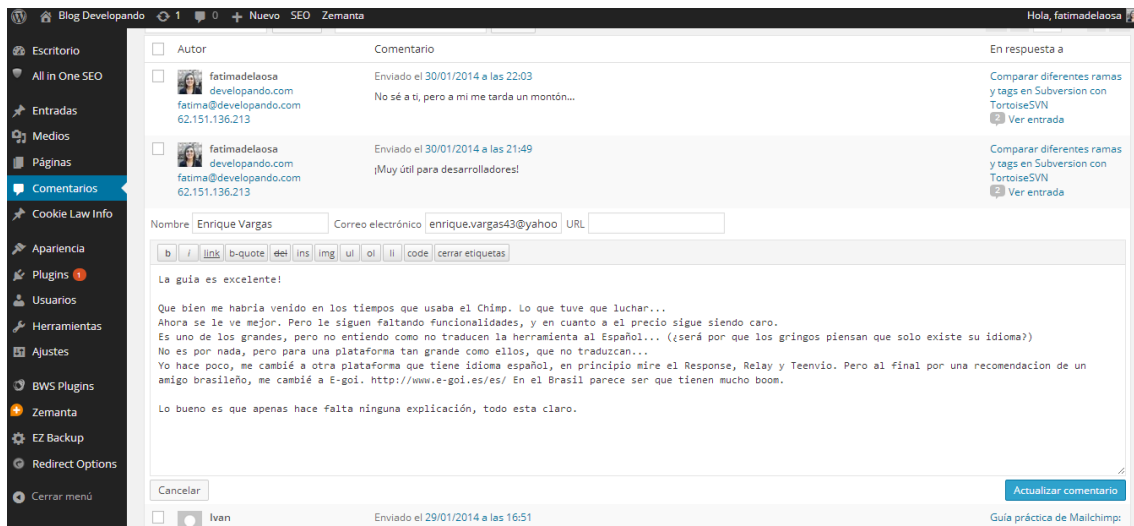 Blog Developando 1 0 + Nuevo SEO Zemanta Hola, fatimadelaosa
Escritorio
All in One SEO
Entradas
Medios
Páginas
Comentarios
Cookie Law Info
Apariencia
Plugins 1
Usuarios
Herramientas
Ajustes
BWS Plugins
Zemanta
EZ Backup
Redirect Options
Cerrar menú
Autor Comentario En respuesta a
fatimadelaosa
developando.com
fatima@developando.com
62.151.136.213
Enviado el 30/01/2014 a las 22:03
No sé a ti, pero a mi me tarda un montón...
Comparar diferentes ramas
y tags en Subversion con
TortoiseSVN
2 Ver entrada
fatimadelaosa
developando.com
fatima@developando.com
62.151.136.213
Enviado el 30/01/2014 a las 21:49
¡Muy útil para desarrolladores!
Comparar diferentes ramas
y tags en Subversion con
TortoiseSVN
2 Ver entrada
Nombre Enrique Vargas Correo electrónico enrique.vargas43@yahoo URL
b i link b-quote del ins img ul ol li code cerrar etiquetas
La guia es excelente!
Que bien me habria venido en los tiempos que usaba el Chimp. Lo que tuve que luchar...
Ahora se le ve mejor. Pero le siguen faltando funcionalidades, y en cuanto a el precio sigue siendo caro.
Es uno de los grandes, pero no entiendo como no traducen la herramienta al Español... (¿será por que los gringos piensan que solo existe su idioma?)
No es por nada, pero para una plataforma tan grande como ellos, que no traduzcan...
Yo hace poco, me cambié a otra plataforma que tiene idioma español, en principio mire el Response, Relay y Teenvio. Pero al final por una recomendacion de un
amigo brasileño, me cambié a E-goi. http://www.e-goi.es/es/ En el Brasil parece ser que tienen mucho boom.
Lo bueno es que apenas hace falta ninguna explicación, todo esta claro.
Cancelar Actualizar comentario
Ivan Enviado el 29/01/2014 a las 16:51 Guía práctica de Mailchimp: